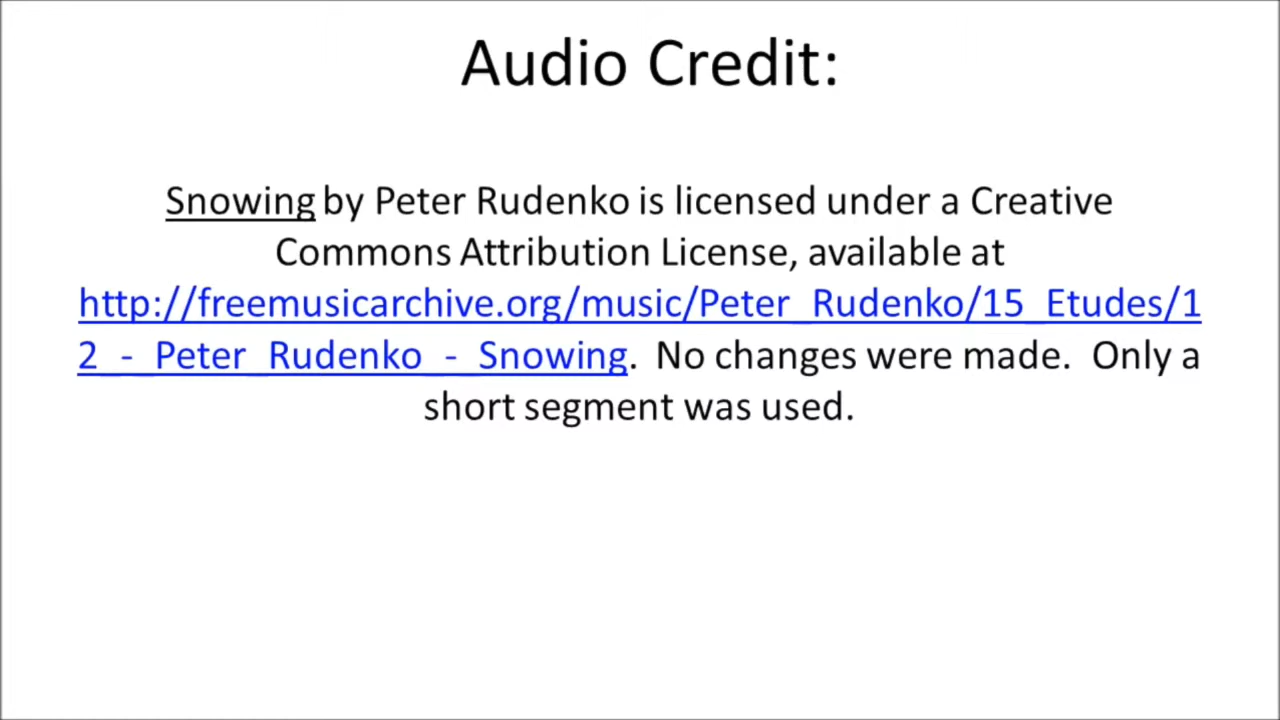 Audio Credit:
Snowing by Peter Rudenko is licensed under a Creative
Commons Attribution License, available at
http://freemusicarchive.org/music/Peter_Rudenko/15_Etudes/1
2_-_Peter_Rudenko_-_Snowing.  No changes were made.  Only a
short segment was used.